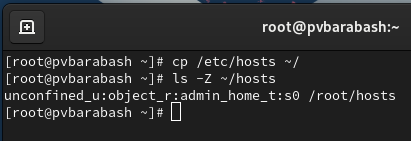 root@pvbarabash:~
[root@pvbarabash ~]# cp /etc/hosts ~/
[root@pvbarabash ~]# ls -Z ~/hosts
unconfined_u:object_r:admin_home_t:s0 /root/hosts
[root@pvbarabash ~]#